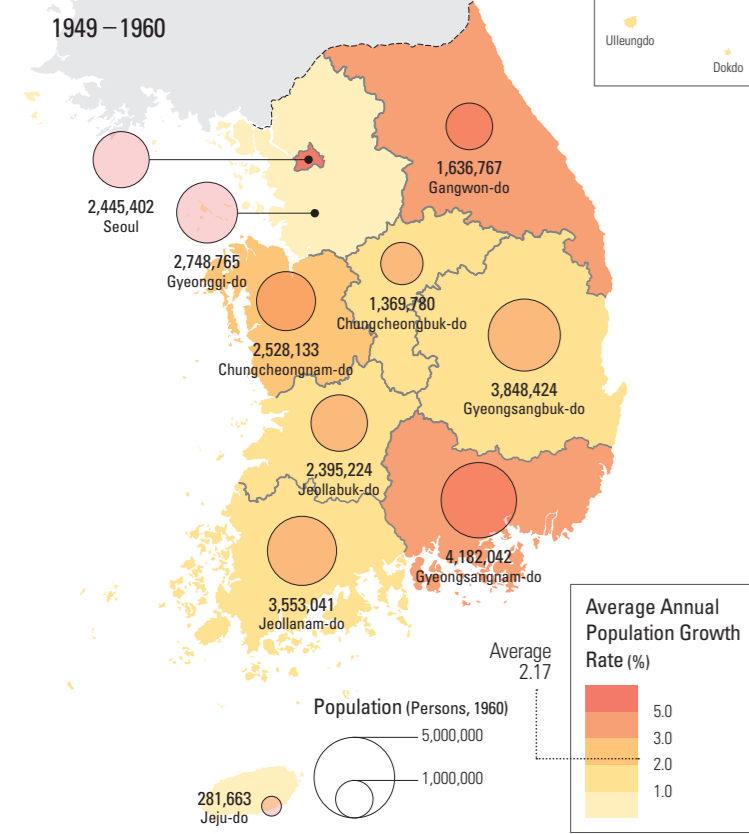 1949 – 1960
Ulleungdo
Dokdo
1,636,767
Gangwon-do
2,445,402
Seoul
2,748,765
Gyeonggi-do
1,369,780
Chungcheongbuk-do
2,528,133
Chungcheongnam-do
3,848,424
Gyeongsangbuk-do
2,395,224
Jeollabuk-do
4,182,042
Gyeongsangnam-do
3,553,041
Jeollanam-do
281,663
Jeju-do
Population (Persons, 1960)
5,000,000
1,000,000
Average
2.17
Average Annual
Population Growth
Rate (%)
5.0
3.0
2.0
1.0